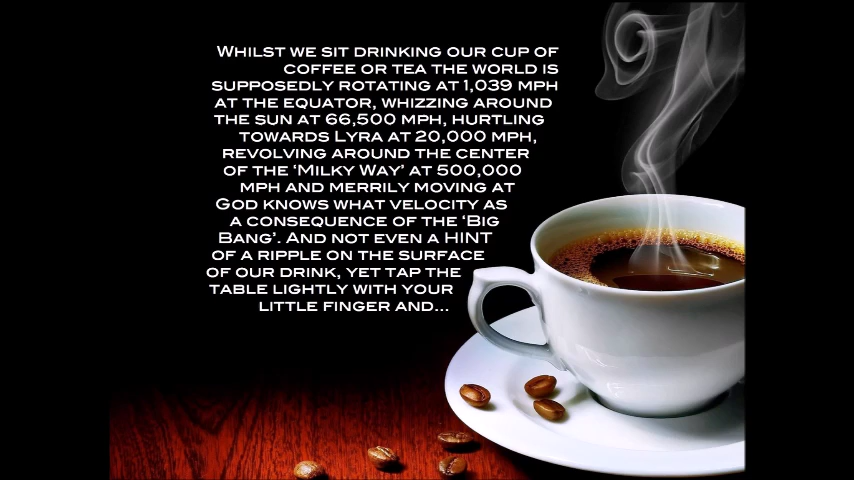 Whilst we sit drinking our cup of
coffee or tea the world is
supposedly rotating at 1,039 mph
at the equator, whizzing around
the sun at 66,500 mph, hurtling
towards Lyra at 20,000 mph,
revolving around the center
of the ‘Milky Way’ at 500,000
mph and merrily moving at
God knows what velocity as
a consequence of the ‘Big
Bang’. And not even a HINT
of a ripple on the surface
of our drink, yet tap the
table lightly with your
little finger and...